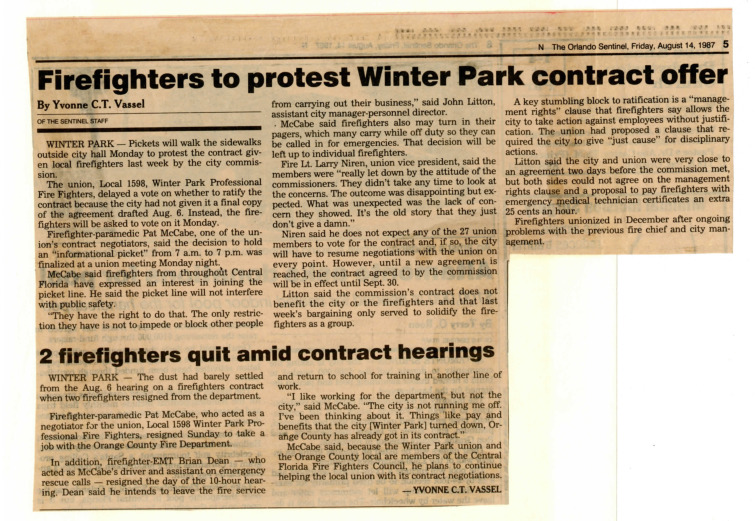 N The Orlando Sentinel, Friday, August 14, 1987 5
Firefighters to protest Winter Park contract offer
By Yvonne C.T. Vassel
OF THE SENTINEL STAFF
WINTER PARK — Pickets will walk the sidewalks
outside city hall Monday to protest the contract giv-
en local firefighters last week by the city commis-
sion.
The union, Local 1598, Winter Park Professional
Fire Fighters, delayed a vote on whether to ratify the
contract because the city had not given it a final copy
of the agreement drafted Aug. 6. Instead, the fire-
fighters will be asked to vote on it Monday.
Firefighter-paramedic Pat McCabe, one of the un-
ion's contract negotiators, said the decision to hold
an "informational picket" from 7 a.m. to 7 p.m. was
finalized at a union meeting Monday night.
McCabe said firefighters from throughout Central
Florida have expressed an interest in joining the
picket line. He said the picket line will not interfere
with public safety.
"They have the right to do that. The only restric-
tion they have is not to impede or block other people
from carrying out their business," said John Litton,
assistant city manager-personnel director.
McCabe said firefighters also may turn in their
pagers, which many carry while off duty so they can
be called in for emergencies. That decision will be
left up to individual firefighters.
Fire Lt. Larry Niren, union vice president, said the
members were "really let down by the attitude of the
commissioners. They didn't take any time to look at
the concerns. The outcome was disappointing but ex-
pected. What was unexpected was the lack of con-
cern they showed. It's the old story that they just
don't give a damn."
Niren said he does not expect any of the 27 union
members to vote for the contract and, if so, the city
will have to resume negotiations with the union on
every point. However, until a new agreement is
reached, the contract agreed to by the commission
will be in effect until Sept. 30.
Litton said the commission's contract does not
benefit the city or the firefighters and that last
week's bargaining only served to solidify the fire-
fighters as a group.
A key stumbling block to ratification is a "manage-
ment rights" clause that firefighters say allows the
city to take action against employees without justifi-
cation. The union had proposed a clause that re-
quired the city to give "just cause" for disciplinary
actions.
Litton said the city and union were very close to
an agreement two days before the commission met,
but both sides could not agree on the management
rights clause and a proposal to pay firefighters with
emergency medical technician certificates an extra
25 cents an hour.
Firefighters unionized in December after ongoing
problems with the previous fire chief and city man-
agement.
2 firefighters quit amid contract hearings
WINTER PARK — The dust had barely settled
from the Aug. 6 hearing on a firefighters contract
when two firefighters resigned from the department.
Firefighter-paramedic Pat McCabe, who acted as a
negotiator for the union, Local 1598 Winter Park Pro-
fessional Fire Fighters, resigned Sunday to take a
job with the Orange County Fire Department.
In addition, firefighter-EMT Brian Dean — who
acted as McCabe's driver and assistant on emergency
rescue calls — resigned the day of the 10-hour hear-
ing. Dean said he intends to leave the fire service
and return to school for training in another line of
work.
"I like working for the department, but not the
city," said McCabe. "The city is not running me off.
I've been thinking about it. Things like pay and
benefits that the city [Winter Park] turned down, Or-
ange County has already got in its contract."
McCabe said, because the Winter Park union and
the Orange County local are members of the Central
Florida Fire Fighters Council, he plans to continue
helping the local union with its contract negotiations.
— YVONNE C.T. VASSEL